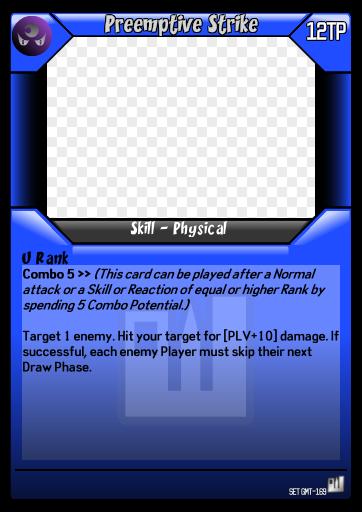 Preemptive Strike
12TP
Skill - Physical
U Rank
Combo 5 >> (This card can be played after a Normal
attack or a Skill or Reaction of equal or higher Rank by
spending 5 Combo Potential.)
Target 1 enemy. Hit your target for [PLV+10] damage. If
successful, each enemy Player must skip their next
Draw Phase.
SET GMT-169